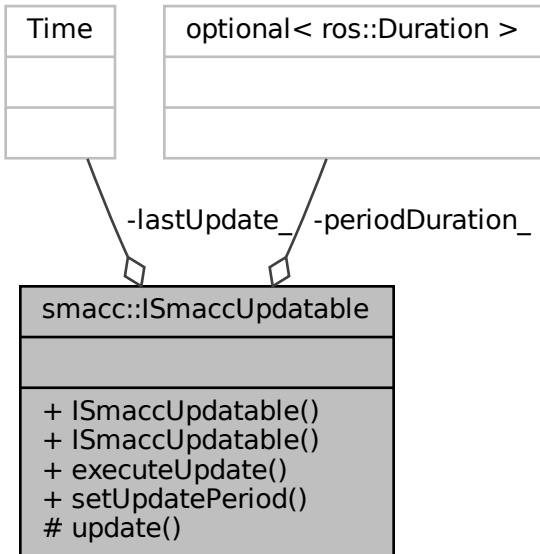 Time
optional< ros::Duration >
-lastUpdate_
-periodDuration_
smacc::ISmaccUpdatable
+ ISmaccUpdatable()
+ ISmaccUpdatable()
+ executeUpdate()
+ setUpdatePeriod()
# update()